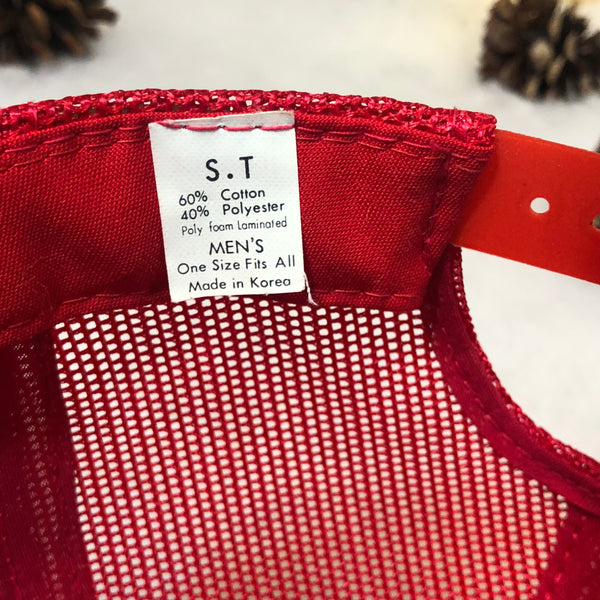 S.T
60% Cotton
40% Polyester
Poly foam Laminated
MEN'S
One Size Fits All
Made in Korea